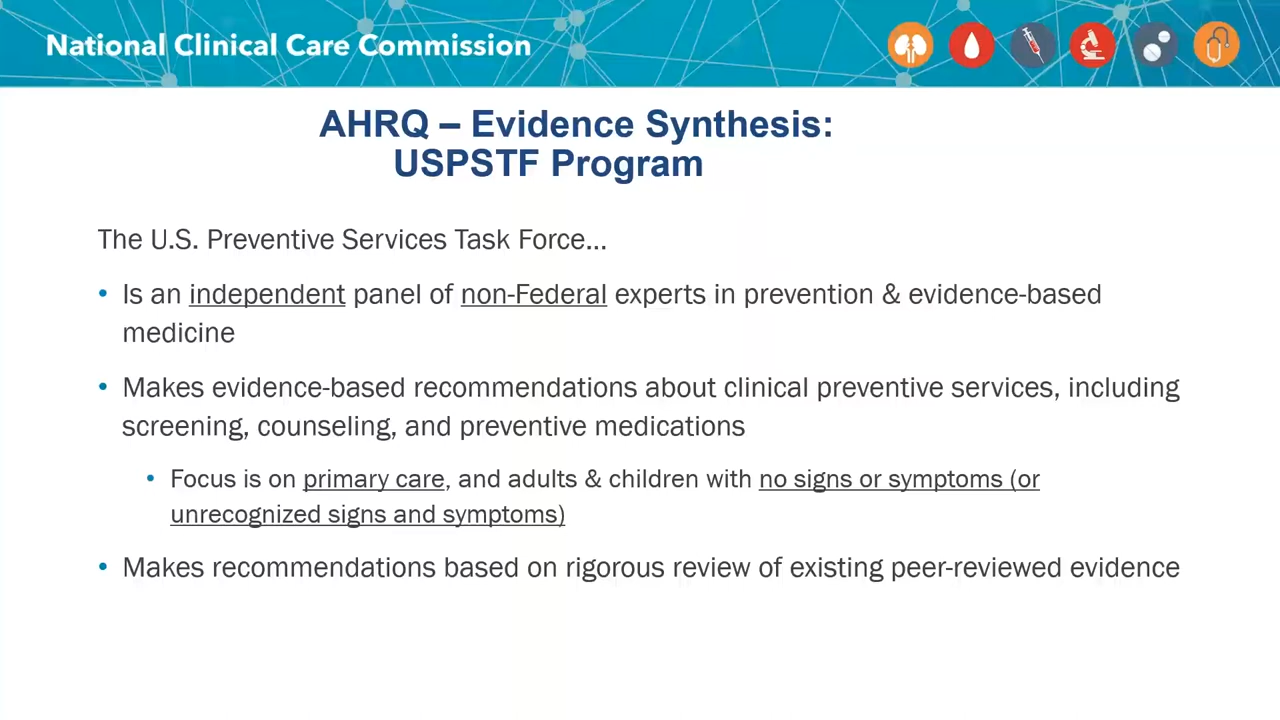 National Clinical Care Commission
AHRQ – Evidence Synthesis:
USPSTF Program
The U.S. Preventive Services Task Force...
• Is an independent panel of non-Federal experts in prevention & evidence-based
medicine
• Makes evidence-based recommendations about clinical preventive services, including
screening, counseling, and preventive medications
• Focus is on primary care, and adults & children with no signs or symptoms (or
unrecognized signs and symptoms)
• Makes recommendations based on rigorous review of existing peer-reviewed evidence